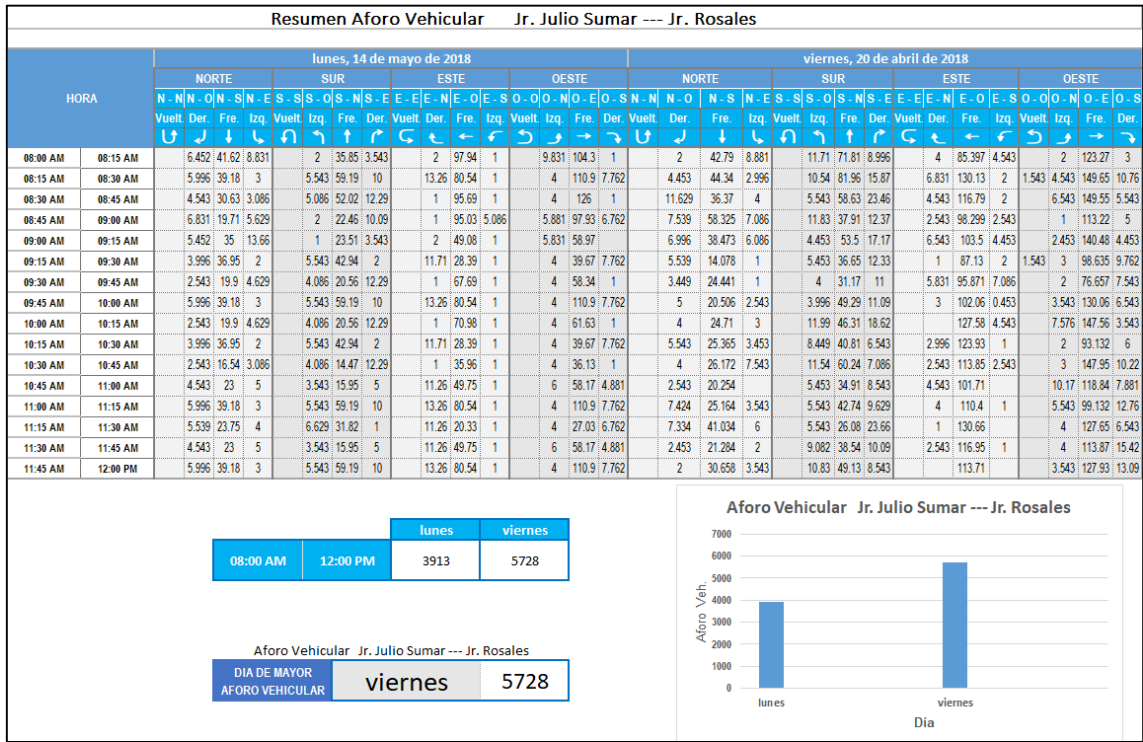 Resumen Aforo Vehicular Jr. Julio Sumar --- Jr. Rosales
lunes, 14 de mayo de 2018 viernes, 20 de abril de 2018
HORA
NORTE SUR ESTE OESTE NORTE SUR ESTE OESTE
N - N N - O N - S N - E S - S S - O S - N S - E E - E E - N E - O E - S O - O O - N O - E O - S N - N N - O N - S N - E S - S S - O S - N S - E E - E E - N E - O E - S O - O O - N O - E O - S
Vuelt. Der. Fre. Izq. Vuelt. Izq. Fre. Der. Vuelt. Der. Fre. Izq. Vuelt. Izq. Fre. Der. Vuelt. Der. Fre. Izq. Vuelt. Izq. Fre. Der. Vuelt. Der. Fre. Izq. Vuelt. Izq. Fre. Der.
08:00 AM 08:15 AM 6.452 41.62 8.831 2 35.85 3.543 2 97.94 1 9.831 104.3 1 2 42.79 8.881 11.71 71.81 8.996 4 85.397 4.543 2 123.27 3
08:15 AM 08:30 AM 5.996 39.18 3 5.543 59.19 10 13.26 80.54 1 4 110.9 7.762 4.453 44.34 2.996 10.54 81.96 15.87 6.831 130.13 2 1.543 4.543 149.65 10.76
08:30 AM 08:45 AM 4.543 30.63 3.086 5.086 52.02 12.29 1 95.69 1 4 126 1 11.629 36.37 4 5.543 58.63 23.46 4.543 116.79 2 6.543 149.55 5.543
08:45 AM 09:00 AM 6.831 19.71 5.629 2 22.46 10.09 1 95.03 5.086 5.881 97.93 6.762 7.539 58.325 7.086 11.83 37.91 12.37 2.543 98.299 2.543 1 113.22 5
09:00 AM 09:15 AM 5.452 35 13.66 1 23.51 3.543 2 49.08 1 5.831 58.97 6.996 38.473 6.086 4.453 53.5 17.17 6.543 103.5 4.453 2.453 140.48 4.453
09:15 AM 09:30 AM 3.996 36.95 2 5.543 42.94 2 11.71 28.39 1 4 39.67 7.762 5.539 14.078 1 5.453 36.65 12.33 1 87.13 2 1.543 3 98.635 9.762
09:30 AM 09:45 AM 2.543 19.9 4.629 4.086 20.56 12.29 1 67.69 1 4 58.34 1 3.449 24.441 1 4 31.17 11 5.831 95.871 7.086 2 76.657 7.543
09:45 AM 10:00 AM 5.996 39.18 3 5.543 59.19 10 13.26 80.54 1 4 110.9 7.762 5 20.506 2.543 3.996 49.29 11.09 3 102.06 0.453 3.543 130.06 6.543
10:00 AM 10:15 AM 2.543 19.9 4.629 4.086 20.56 12.29 1 70.98 1 4 61.63 1 4 24.71 3 11.99 46.31 18.62 127.58 4.543 7.576 147.56 3.543
10:15 AM 10:30 AM 3.996 36.95 2 5.543 42.94 2 11.71 28.39 1 4 39.67 7.762 5.543 25.365 3.453 8.449 40.81 6.543 2.996 123.93 1 2 93.132 6
10:30 AM 10:45 AM 2.543 16.54 3.086 4.086 14.47 12.29 1 35.96 1 4 36.13 1 4 26.172 7.543 11.54 60.24 7.086 2.543 113.85 2.543 3 147.95 10.22
10:45 AM 11:00 AM 4.543 23 5 3.543 15.95 5 11.26 49.75 1 6 58.17 4.881 2.543 20.254 5.453 34.91 8.543 4.543 101.71 10.17 118.84 7.881
11:00 AM 11:15 AM 5.996 39.18 3 5.543 59.19 10 13.26 80.54 1 4 110.9 7.762 7.424 25.164 3.543 5.543 42.74 9.629 4 110.4 1 5.543 99.132 12.76
11:15 AM 11:30 AM 5.539 23.75 4 6.629 31.82 1 11.26 20.33 1 4 27.03 6.762 7.334 41.034 6 5.543 26.08 23.66 1 130.66 4 127.65 6.543
11:30 AM 11:45 AM 4.543 23 5 3.543 15.95 5 11.26 49.75 1 6 58.17 4.881 2.453 21.284 2 9.082 38.54 10.09 2.543 116.95 1 4 113.87 15.42
11:45 AM 12:00 PM 5.996 39.18 3 5.543 59.19 10 13.26 80.54 1 4 110.9 7.762 2 30.658 3.543 10.83 49.13 8.543 113.71 3.543 127.93 13.09
lunes viernes
08:00 AM 12:00 PM 3913 5728
Aforo Vehicular Jr. Julio Sumar --- Jr. Rosales
DIA DE MAYOR
AFORO VEHICULAR
viernes 5728
Aforo Vehicular Jr. Julio Sumar --- Jr. Rosales
7000
6000
5000
4000
3000
2000
1000
0
Aforo Veh.
lunes viernes
Día